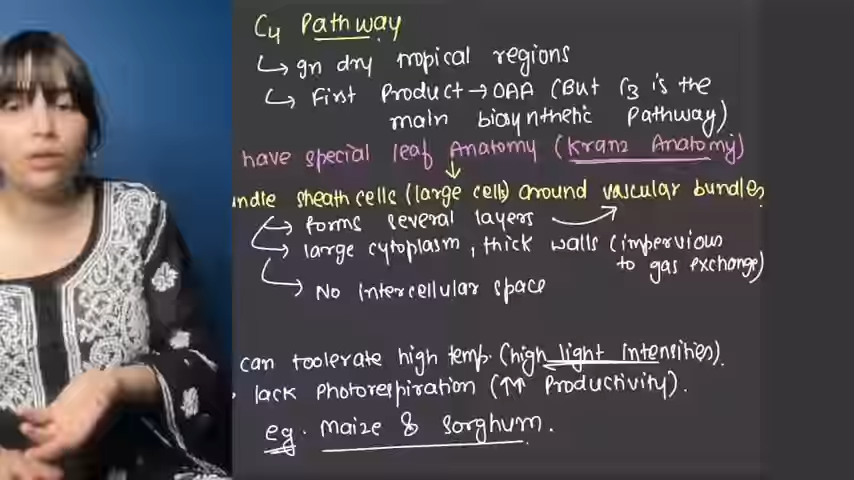 C4 Pathway
↳ gn dry tropical regions
↳ First Product → OAA (But C3 is the
main biosynthetic Pathway)
have special leaf Anatomy (Kranz Anatomy)
ndle sheath cells (large cells) around vascular bundles
↳ forms several layers
↳ large cytoplasm, thick walls (impervious
to gas exchange)
↳ No intercellular space
can toolerate high temp. (high light intensities).
lack Photorespiration (↑↑ Productivity).
eg. Maize & sorghum.